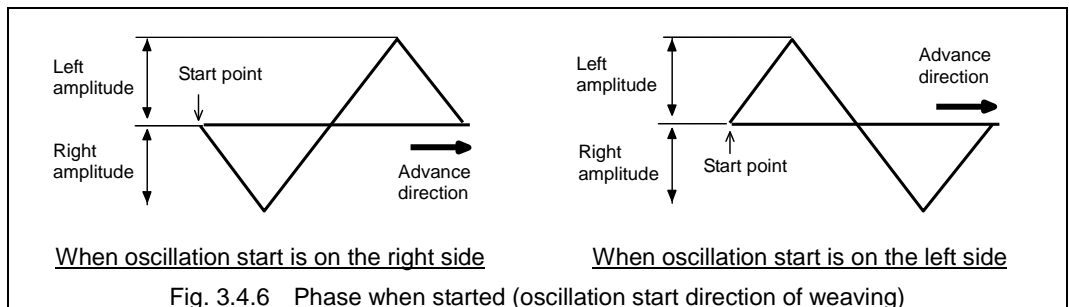 Left
amplitude
Start point
Right
amplitude
Advance
direction
When oscillation start is on the right side
Left
amplitude
Advance
direction
Right
amplitude
Start point
When oscillation start is on the left side
Fig. 3.4.6 Phase when started (oscillation start direction of weaving)